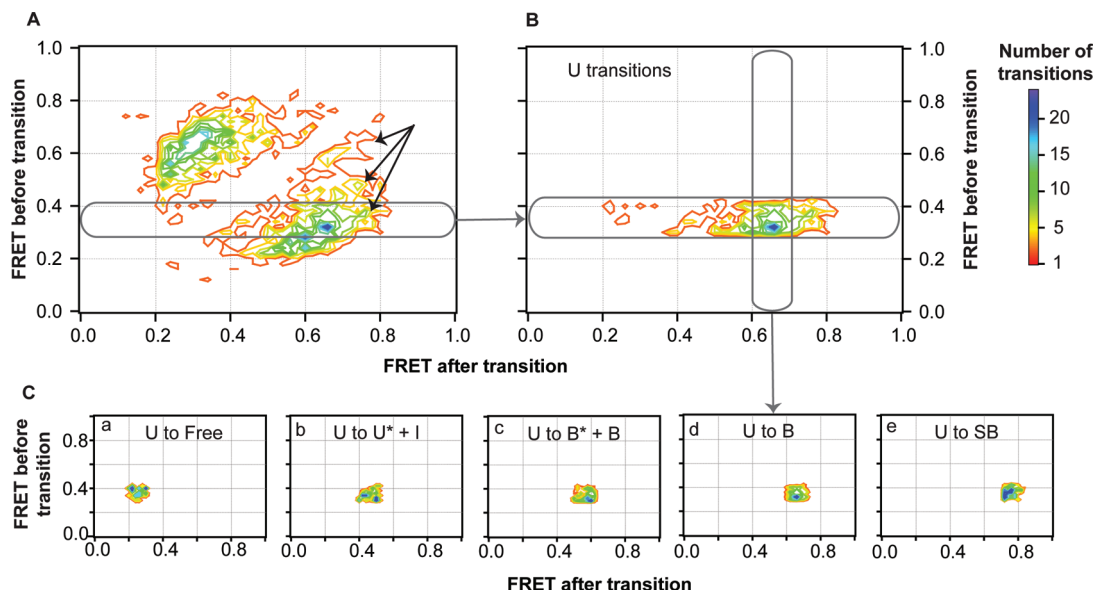 A
B
Number of
transitions
1.0
0.8
0.6
0.4
0.2
0.0
FRET before transition
0.0
0.2
0.4
0.6
0.8
1.0
U transitions
1.0
0.8
0.6
0.4
0.2
0.0
FRET before transition
0.0
0.2
0.4
0.6
0.8
1.0
20
15
10
5
1
FRET after transition
C
FRET before
transition
0.8
0.4
0.0
a
U to Free
0.0
0.4
0.8
b
U to U* + I
0.0
0.4
0.8
c
U to B* + B
0.0
0.4
0.8
d
U to B
0.0
0.4
0.8
e
U to SB
0.0
0.4
0.8
FRET after transition